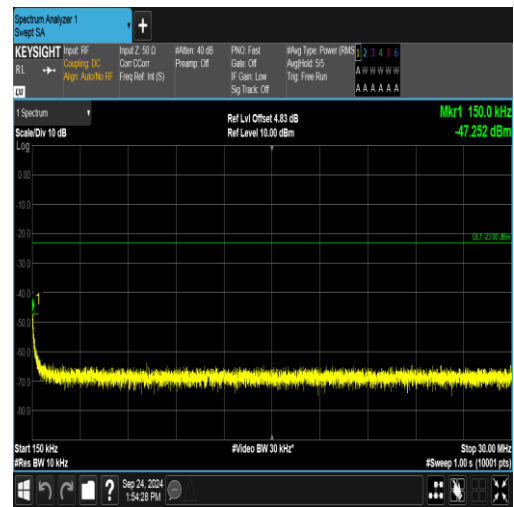 Spectrum Analyzer 1
Swept SA
+
KEYSIGHT
RL
LXI
Input: RF
Coupling: DC
Align: Auto/No RF
Input Z: 50 Ω
Corr CCorr
Freq Ref: Int (S)
#Atten: 40 dB
Preamp: Off
PNO: Fast
Gate: Off
IF Gain: Low
Sig Track: Off
#Avg Type: Power (RMS
Avg|Hold: 5/5
Trig: Free Run
1 2 3 4 5 6
A W W W W W
A A A A A A
1 Spectrum
Scale/Div 10 dB
Log
Ref Lvl Offset 4.83 dB
Ref Level 10.00 dBm
Mkr1 150.0 kHz
-47.252 dBm
0.00
-10.0
-20.0
DL1 -23.00 dBm
-30.0
-40.0
1
-50.0
-60.0
-70.0
-80.0
Start 150 kHz
#Res BW 10 kHz
#Video BW 30 kHz*
Stop 30.00 MHz
#Sweep 1.00 s (10001 pts)
?
Sep 24, 2024
1:54:28 PM